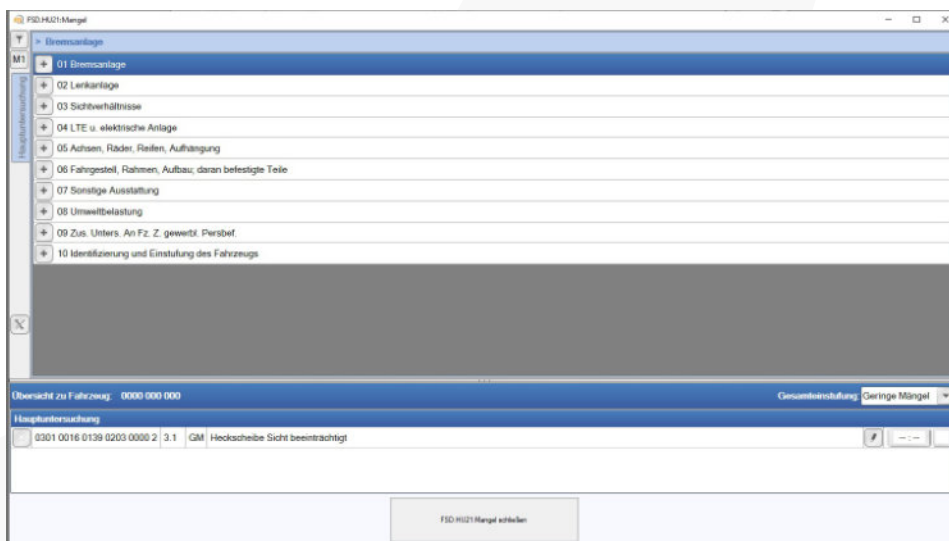 FSD.HU21:Mangel
> Bremsanlage
M1
Hauptuntersuchung
+ 01 Bremsanlage
+ 02 Lenkanlage
+ 03 Sichtverhältnisse
+ 04 LTE u. elektrische Anlage
+ 05 Achsen, Räder, Reifen, Aufhängung
+ 06 Fahrgestell, Rahmen, Aufbau; daran befestigte Teile
+ 07 Sonstige Ausstattung
+ 08 Umweltbelastung
+ 09 Zus. Unters. An Fz. Z. gewerbl. Persbef.
+ 10 Identifizierung und Einstufung des Fahrzeugs
Übersicht zu Fahrzeug: 0000 000 000 Gesamteinstufung: Geringe Mängel
Hauptuntersuchung
0301 0016 0139 0203 0000 2 3.1 GM Heckscheibe Sicht beeinträchtigt --:--
FSD.HU21:Mangel schließen